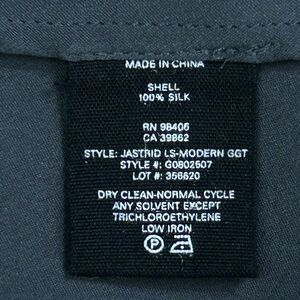 MADE IN CHINA
SHELL
100% SILK
RN 98406
CA 39862
STYLE: JASTRID LS-MODERN GGT
STYLE #: G0802507
LOT #: 356620
DRY CLEAN-NORMAL CYCLE
ANY SOLVENT EXCEPT
TRICHLOROETHYLENE
LOW IRON
P